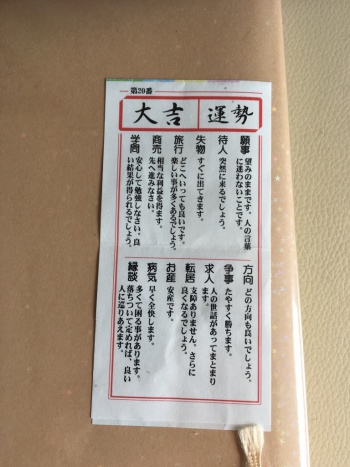 第29番
運勢
大吉
願事 望みのままです。人の言葉
に迷わないことです。
待人 突然に来るでしょう。
失物 すぐに出てきます。
旅行 どこへいっても良いです。
楽しい事が多くあるでしょう。
商売 相当な利益を得ます。
先へ進みなさい。
学問 安心して勉強しなさい。良
い結果が得られるでしょう。
方向 どの方向も良いでしょう。
争事 たやすく勝ちます。
求人 人の世話があってまとまり
ます。
転居 支障ありません。さらに
良くなるでしょう。
お産 安産です。
病気 早く全快します。
縁談 多くて困る事があります。
落ちついて定めれば、良い
人に巡りあえます。